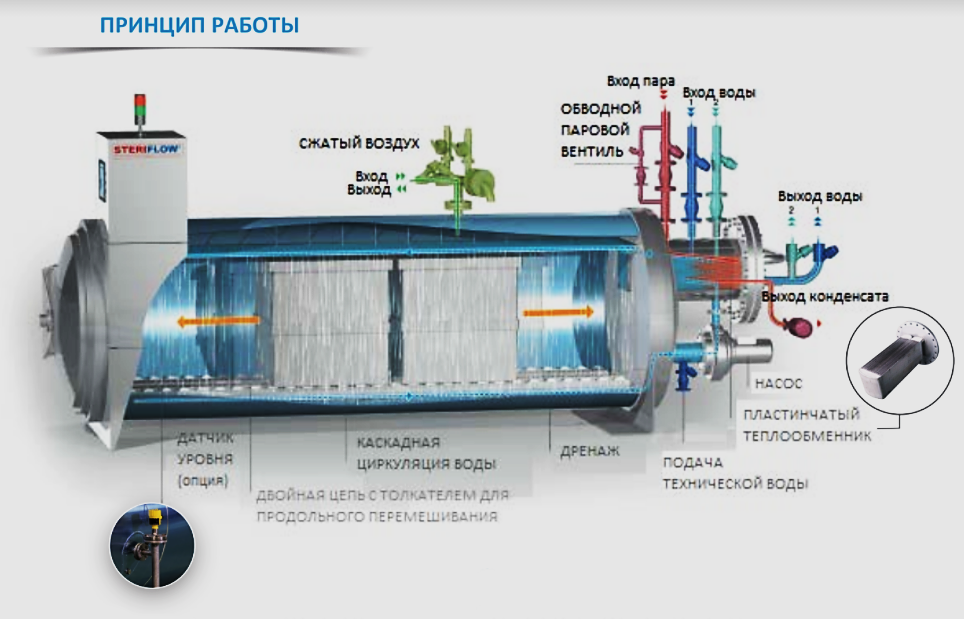 ПРИНЦИП РАБОТЫ
Вход пара
Вход воды
1
2
ОБВОДНОЙ
ПАРОВОЙ
ВЕНТИЛЬ
СЖАТЫЙ ВОЗДУХ
STERIFLOW
Вход
Выход
Выход воды
2
1
Выход конденсата
НАСОС
ПЛАСТИНЧАТЫЙ
ТЕПЛООБМЕННИК
ДАТЧИК
УРОВНЯ
(опция)
КАСКАДНАЯ
ЦИРКУЛЯЦИЯ ВОДЫ
ДРЕНАЖ
ПОДАЧА
ТЕХНИЧЕСКОЙ ВОДЫ
ДВОЙНАЯ ЦЕПЬ С ТОЛКАТЕЛЕМ ДЛЯ
ПРОДОЛЬНОГО ПЕРЕМЕШИВАНИЯ